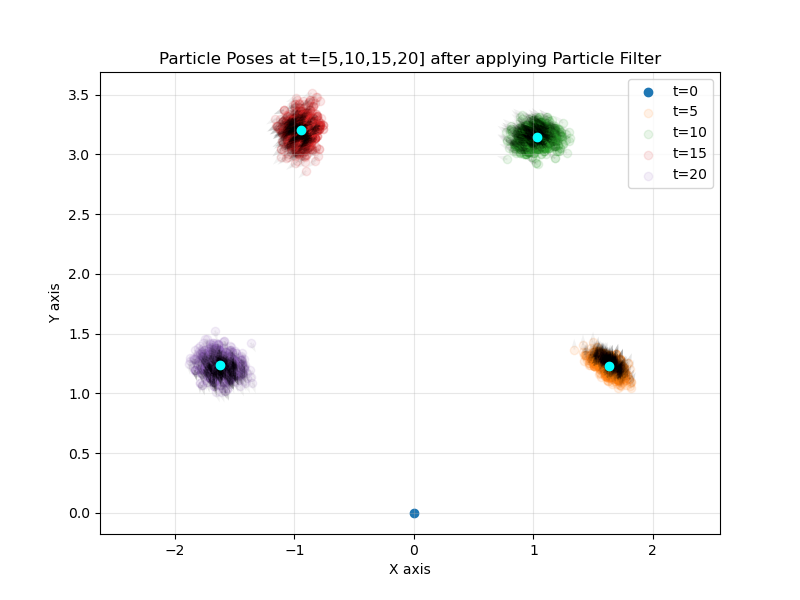 Particle Poses at t=[5,10,15,20] after applying Particle Filter
t=0
t=5
t=10
t=15
t=20
3.5
3.0
2.5
2.0
1.5
1.0
0.5
0.0
Y axis
−2
−1
0
1
2
X axis